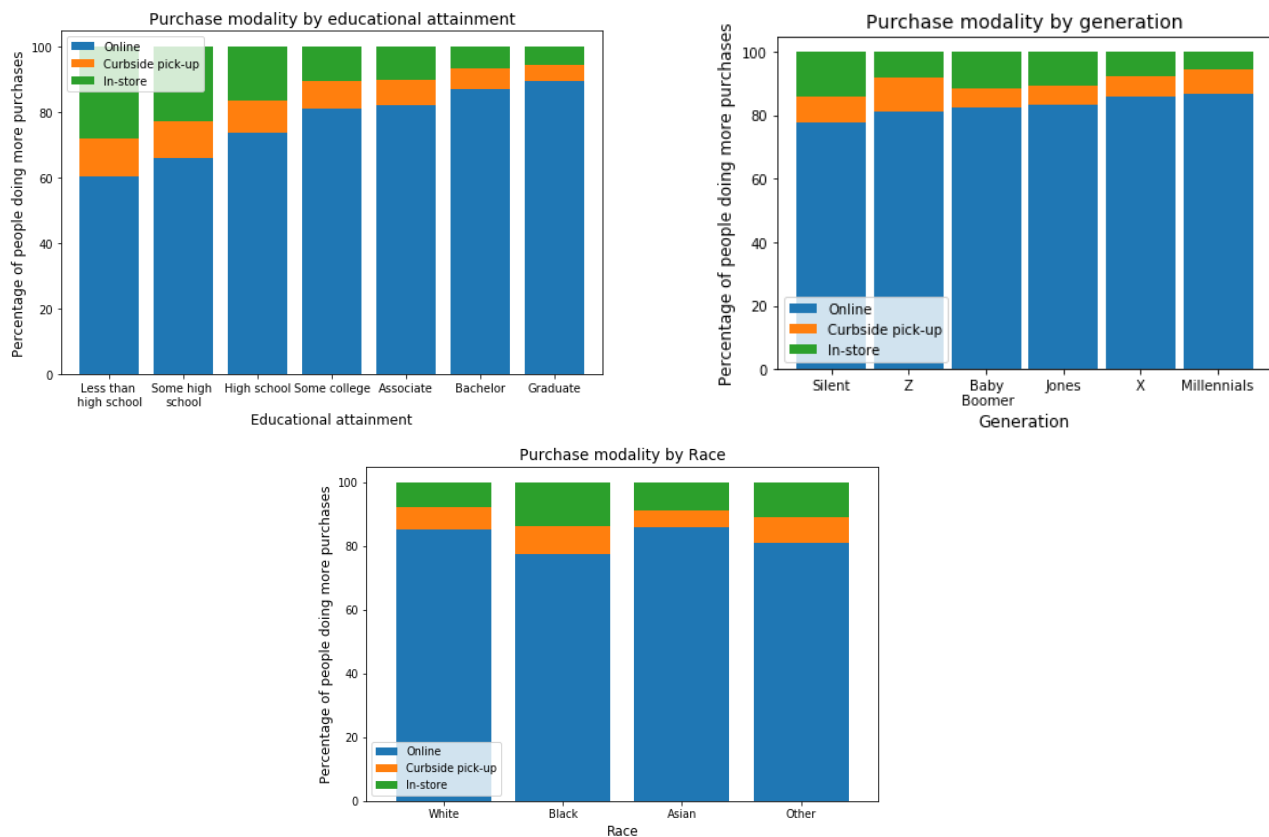 Purchase modality by educational attainment
Percentage of people doing more purchases
100
80
60
40
20
0
Online
Curbside pick-up
In-store
Less than
high school
Some high
school
High school
Some college
Associate
Bachelor
Graduate
Educational attainment
Purchase modality by generation
Percentage of people doing more purchases
100
80
60
40
20
0
Online
Curbside pick-up
In-store
Silent
Z
Baby
Boomer
Jones
X
Millennials
Generation
Purchase modality by Race
Percentage of people doing more purchases
100
80
60
40
20
0
Online
Curbside pick-up
In-store
White
Black
Asian
Other
Race